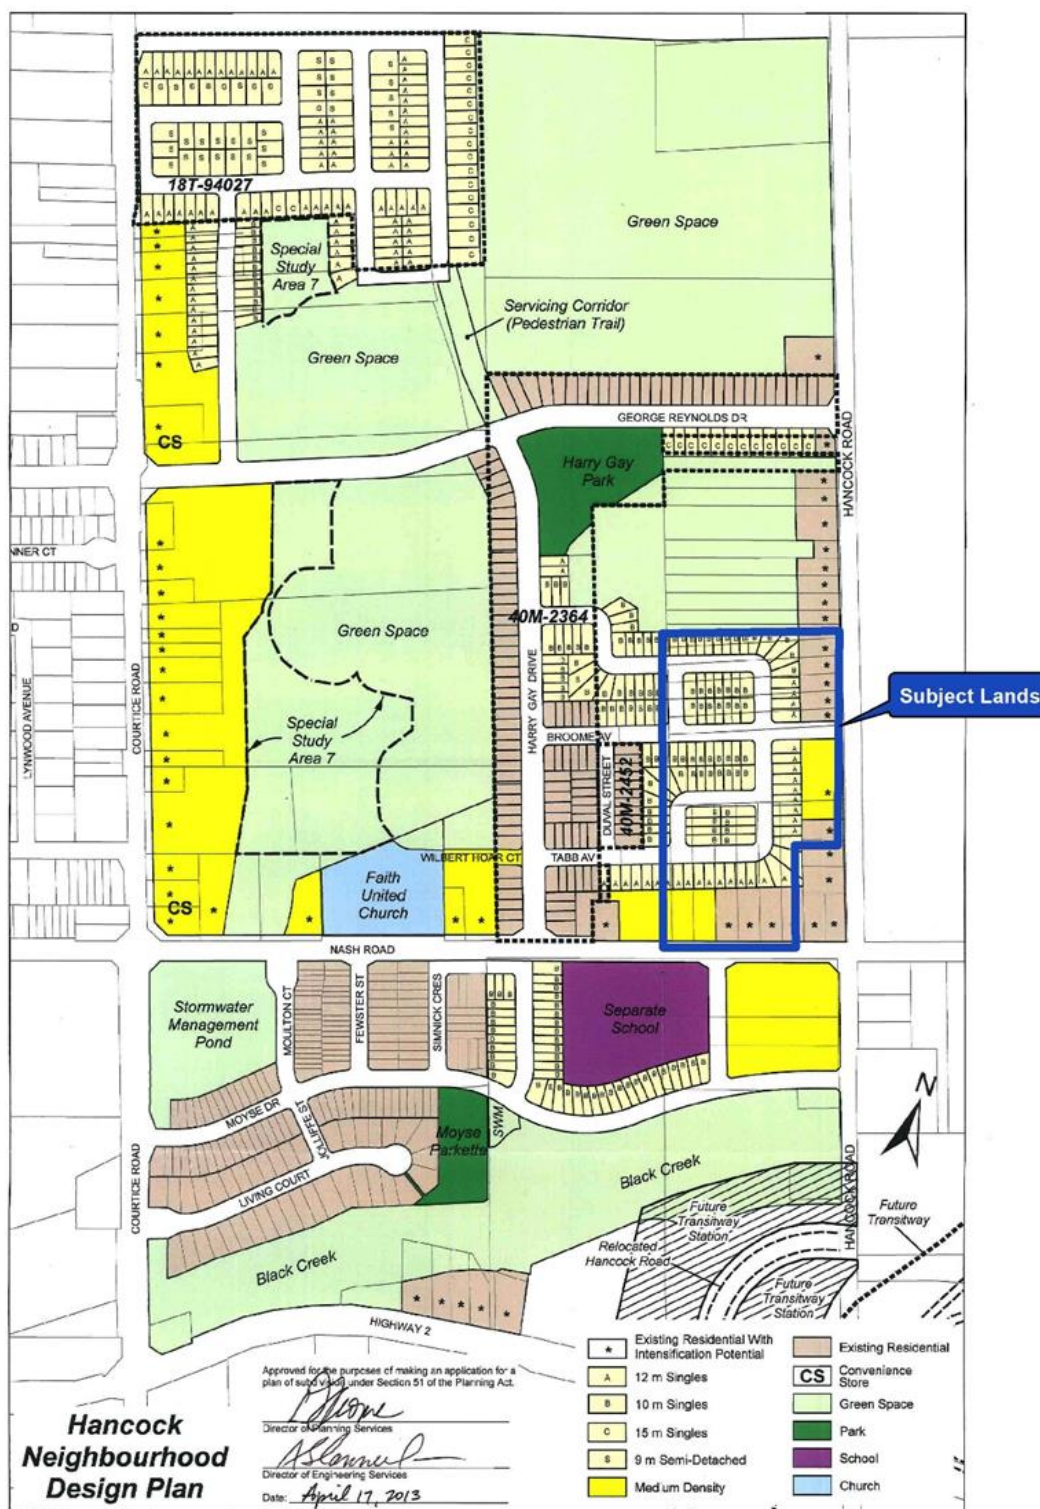 18T-94027
Special
Study
Area 7
Green Space
Servicing Corridor
(Pedestrian Trail)
Green Space
GEORGE REYNOLDS DR
CS
Harry Gay
Park
HANCOCK ROAD
NNER CT
40M-2364
Green Space
D
LYNWOOD AVENUE
COURTICE ROAD
HARRY GAY DRIVE
Subject Lands
Special
Study
Area 7
BROOME AV
DUVAL STREET
40M-2452
WILBERT HOAR CT
TABB AV
Faith
United
Church
CS
NASH ROAD
Stormwater
Management
Pond
MOULTON CT
FEWSTER ST
SIMNICK CRES
Separate
School
MOYSE DR
JOLLIFFE ST
Moyse
Parkette
SWM
LIVING COURT
COURTICE ROAD
Black Creek
N
HANCOCK ROAD
Future
Transitway
Station
Future
Transitway
Relocated
Hancock Road
Black Creek
Future
Transitway
Station
HIGHWAY 2
Existing Residential With
Intensification Potential
A 12 m Singles
B 10 m Singles
C 15 m Singles
S 9 m Semi-Detached
Medium Density
Existing Residential
CS Convenience
Store
Green Space
Park
School
Church
Approved for the purposes of making an application for a
plan of subdivision under Section 51 of the Planning Act.
Director of Planning Services
Director of Engineering Services
Date: April 17, 2013
Hancock
Neighbourhood
Design Plan